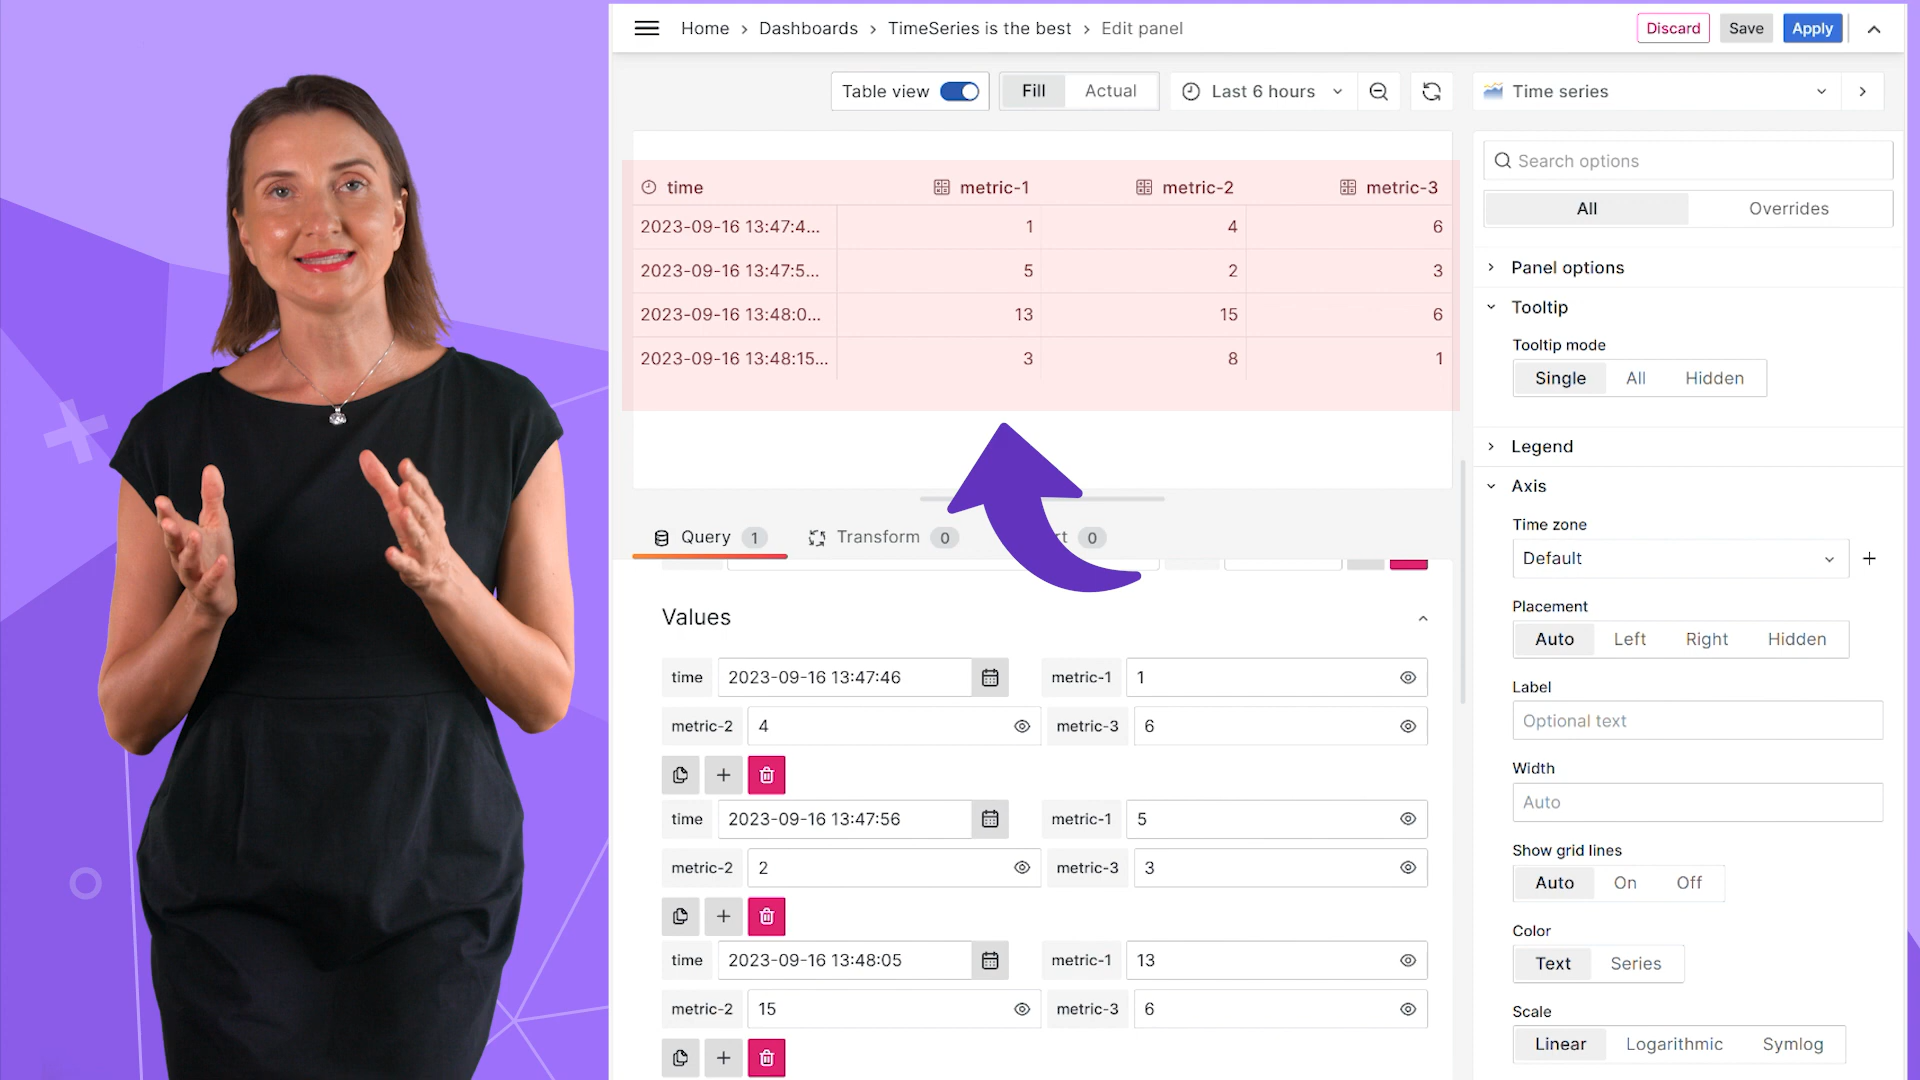 Home › Dashboards › TimeSeries is the best › Edit panel
Discard Save Apply
Table view Fill Actual Last 6 hours Time series
Search options
All Overrides
time metric-1 metric-2 metric-3
2023-09-16 13:47:4... 1 4 6
2023-09-16 13:47:5... 5 2 3
2023-09-16 13:48:0... 13 15 6
2023-09-16 13:48:15... 3 8 1
Query 1 Transform 0 rt 0
Values
time 2023-09-16 13:47:46 metric-1 1
metric-2 4 metric-3 6
time 2023-09-16 13:47:56 metric-1 5
metric-2 2 metric-3 3
time 2023-09-16 13:48:05 metric-1 13
metric-2 15 metric-3 6
Panel options
Tooltip
Tooltip mode
Single All Hidden
Legend
Axis
Time zone
Default
Placement
Auto Left Right Hidden
Label
Optional text
Width
Auto
Show grid lines
Auto On Off
Color
Text Series
Scale
Linear Logarithmic Symlog